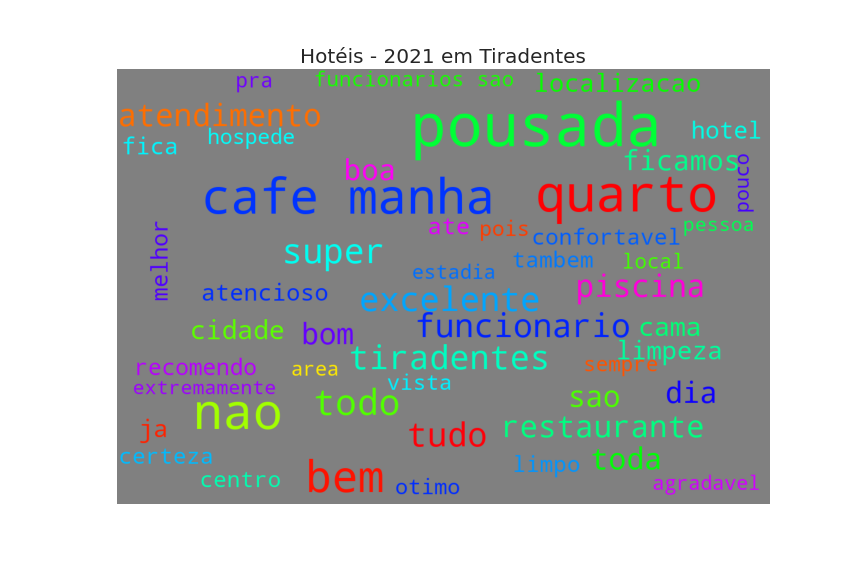 Hotéis - 2021 em Tiradentes
pra
funcionarios sao
localizacao
atendimento
pousada
hotel
hospede
fica
boa
ficamos
pouco
cafe manha
quarto
ate
pois
confortavel
pessoa
melhor
super
estadia
tambem
local
atencioso
excelente
piscina
cidade
bom
funcionario
cama
recomendo
area
tiradentes
sempre
limpeza
extremamente
vista
nao
todo
sao
dia
ja
tudo
restaurante
certeza
bem
limpo
toda
centro
otimo
agradavel